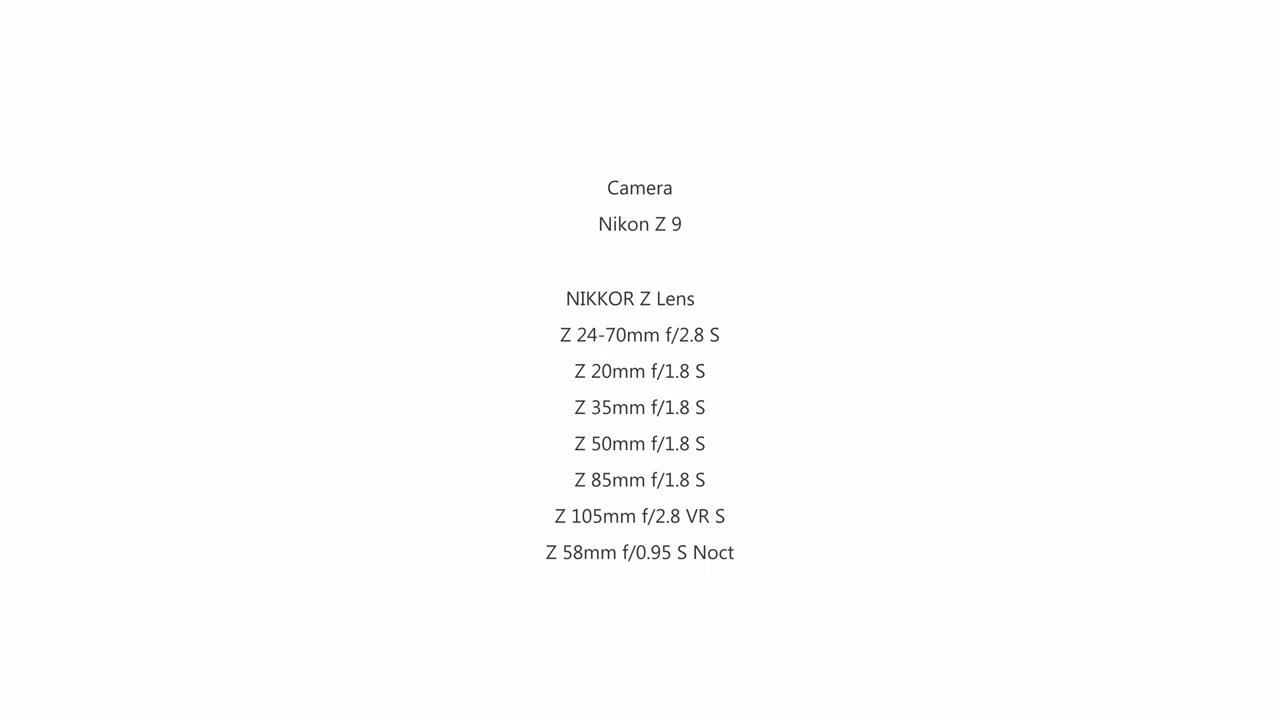 Camera
Nikon Z 9
NIKKOR Z Lens
Z 24-70mm f/2.8 S
Z 20mm f/1.8 S
Z 35mm f/1.8 S
Z 50mm f/1.8 S
Z 85mm f/1.8 S
Z 105mm f/2.8 VR S
Z 58mm f/0.95 S Noct